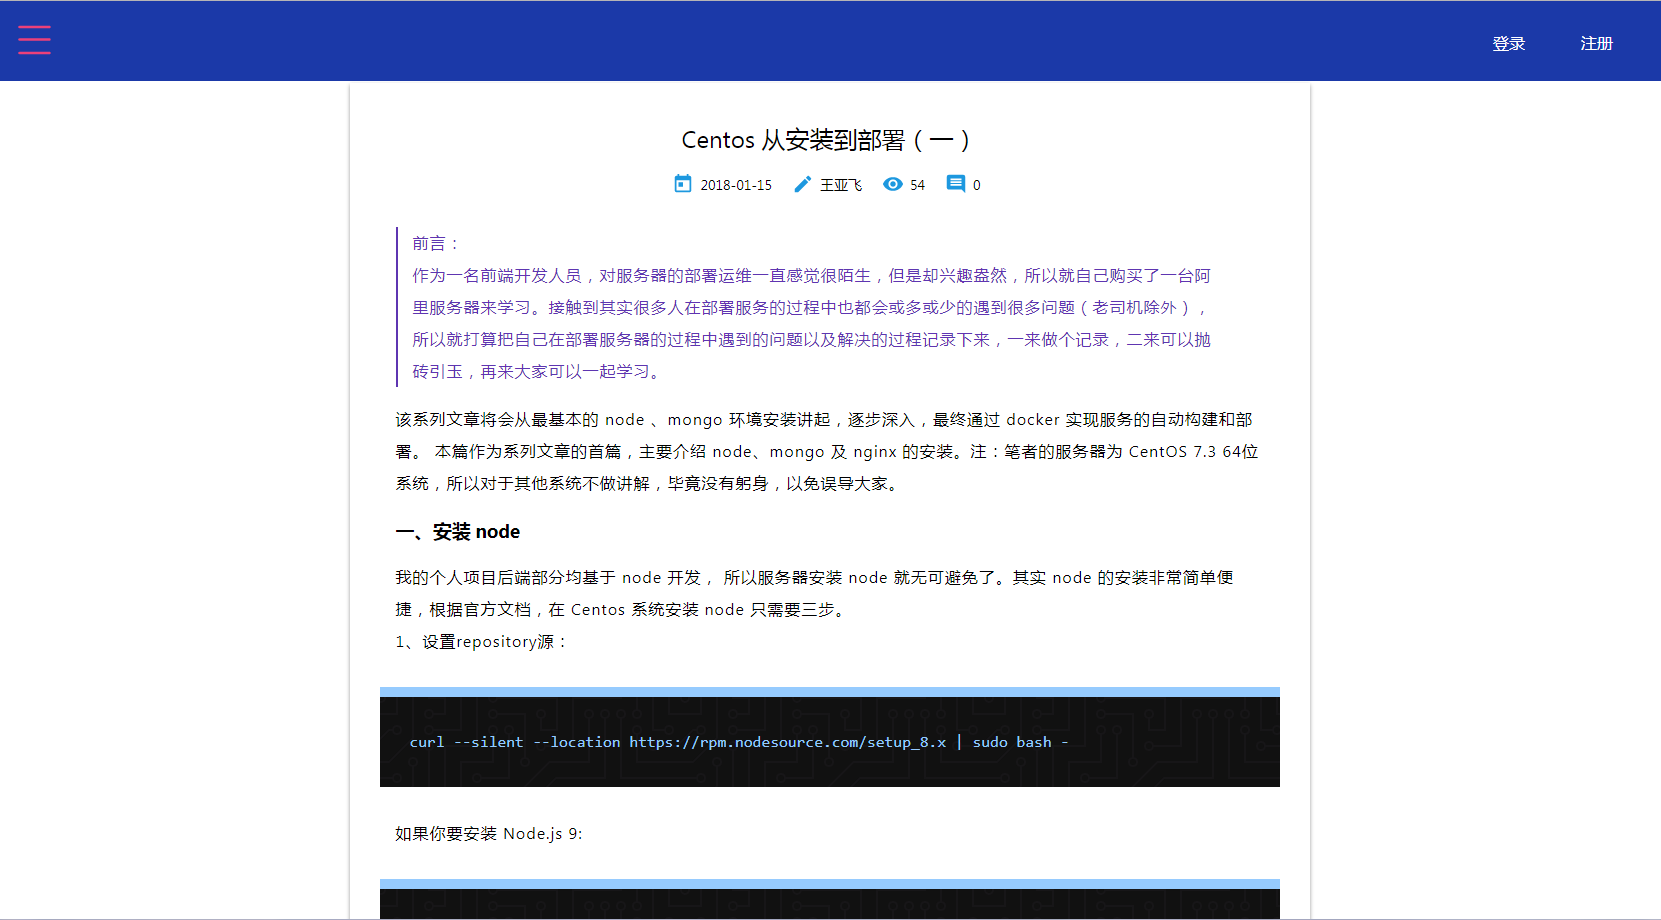 登录 注册
Centos 从安装到部署（一）
2018-01-15 王亚飞 54 0
前言：
作为一名前端开发人员，对服务器的部署运维一直感觉很陌生，但是却兴趣盎然，所以就自己购买了一台阿
里服务器来学习。接触到其实很多人在部署服务的过程中也都会或多或少的遇到很多问题（老司机除外），
所以就打算把自己在部署服务器的过程中遇到的问题以及解决的过程记录下来，一来做个记录，二来可以抛
砖引玉，再来大家可以一起学习。
该系列文章将会从最基本的 node 、mongo 环境安装讲起，逐步深入，最终通过 docker 实现服务的自动构建和部
署。 本篇作为系列文章的首篇，主要介绍 node、mongo 及 nginx 的安装。注：笔者的服务器为 CentOS 7.3 64位
系统，所以对于其他系统不做讲解，毕竟没有躬身，以免误导大家。
一、安装 node
我的个人项目后端部分均基于 node 开发， 所以服务器安装 node 就无可避免了。其实 node 的安装非常简单便
捷，根据官方文档，在 Centos 系统安装 node 只需要三步。
1、设置repository源：
curl --silent --location https://rpm.nodesource.com/setup_8.x | sudo bash -
如果你要安装 Node.js 9: